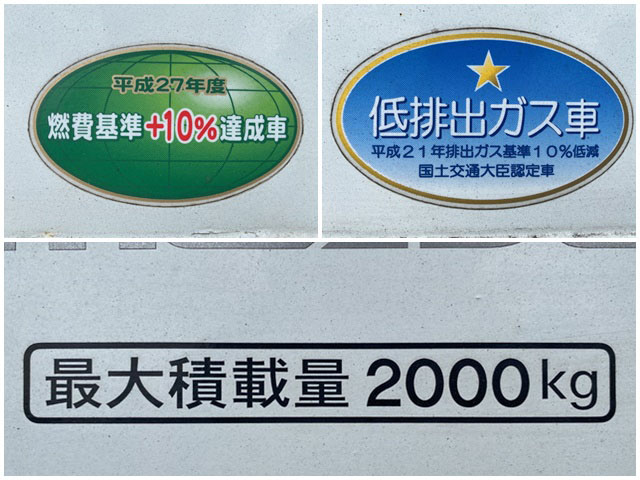 平成27年度
燃費基準+10%達成車
低排出ガス車
平成21年排出ガス基準10%低減
国土交通大臣認定車
最大積載量 2000kg